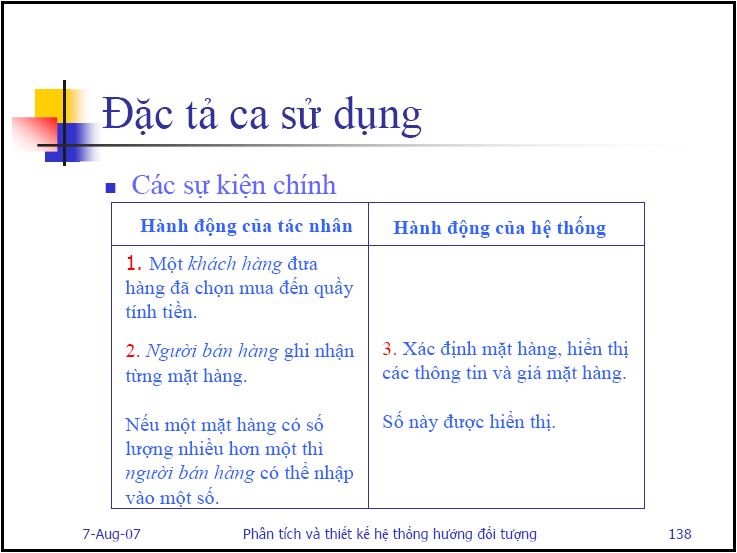 Đặc tả ca sử dụng
Các sự kiện chính
Hành động của tác nhân
Hành động của hệ thống
1. Một khách hàng đưa
hàng đã chọn mua đến quầy
tính tiền.
2. Người bán hàng ghi nhận
từng mặt hàng.
Nếu một mặt hàng có số
lượng nhiều hơn một thì
người bán hàng có thể nhập
vào một số.
3. Xác định mặt hàng, hiển thị
các thông tin và giá mặt hàng.
Số này được hiển thị.
7-Aug-07
Phân tích và thiết kế hệ thống hướng đối tượng
138